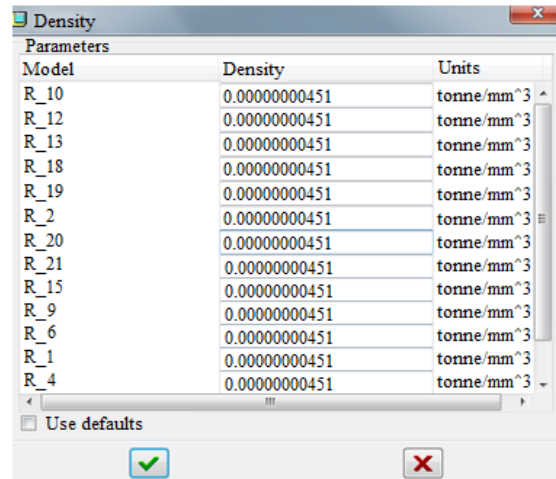 Density
Parameters
Model Density Units
R_10 0.00000000451 tonne/mm^3
R_12 0.00000000451 tonne/mm^3
R_13 0.00000000451 tonne/mm^3
R_18 0.00000000451 tonne/mm^3
R_19 0.00000000451 tonne/mm^3
R_2 0.00000000451 tonne/mm^3
R_20 0.00000000451 tonne/mm^3
R_21 0.00000000451 tonne/mm^3
R_15 0.00000000451 tonne/mm^3
R_9 0.00000000451 tonne/mm^3
R_6 0.00000000451 tonne/mm^3
R_1 0.00000000451 tonne/mm^3
R_4 0.00000000451 tonne/mm^3
Use defaults